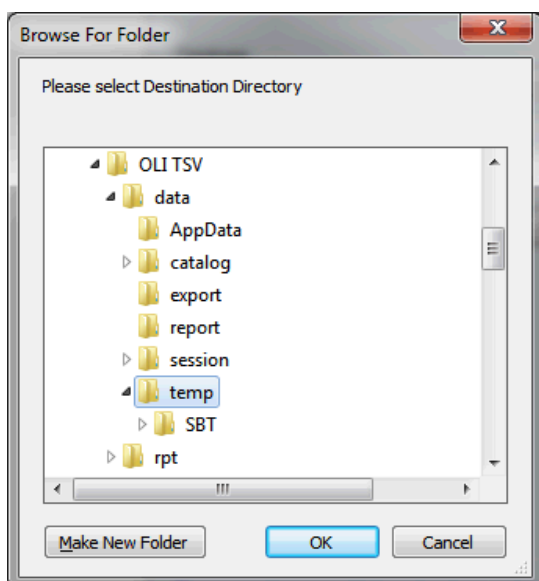 Browse For Folder
Please select Destination Directory
OLI TSV
data
AppData
catalog
export
report
session
temp
SBT
rpt
Make New Folder
OK
Cancel